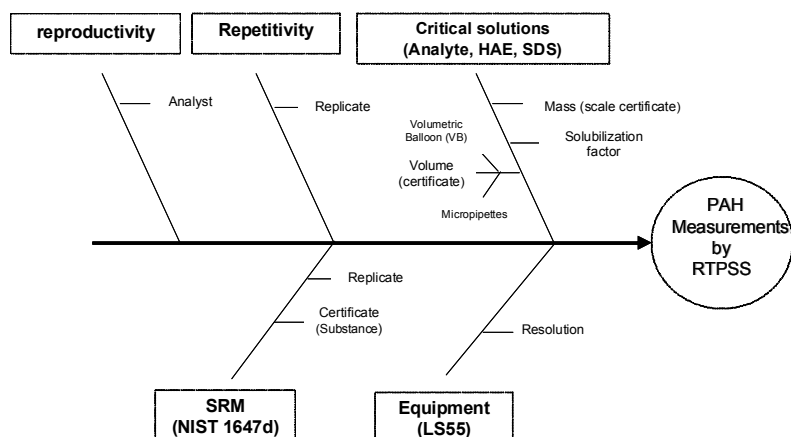 reproductivity
Repetitivity
Critical solutions
(Analyte, HAE, SDS)
Analyst
Replicate
Mass (scale certificate)
Volumetric
Balloon (VB)
Solubilization
factor
Volume
(certificate)
Micropipettes
PAH
Measurements
by
RTPSS
Replicate
Certificate
(Substance)
Resolution
SRM
(NIST 1647d)
Equipment
(LS55)